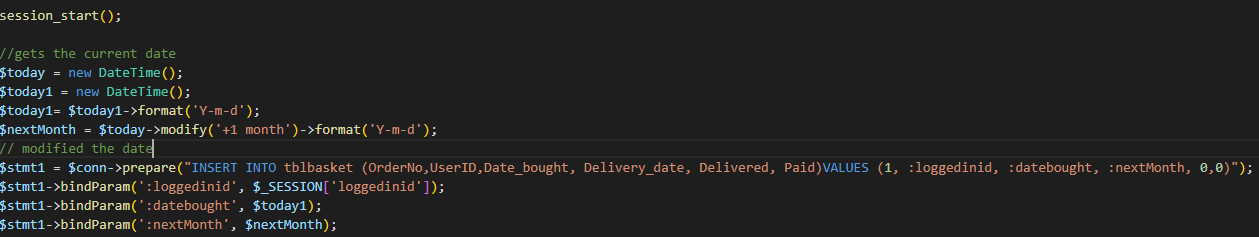 session_start();
//gets the current date
$today = new DateTime();
$today1 = new DateTime();
$today1= $today1->format('Y-m-d');
$nextMonth = $today->modify('+1 month')->format('Y-m-d');
// modified the date
$stmt1 = $conn->prepare("INSERT INTO tblbasket (OrderNo,UserID,Date_bought, Delivery_date, Delivered, Paid)VALUES (1, :loggedinid, :datebought, :nextMonth, 0,0)");
$stmt1->bindParam(':loggedinid', $_SESSION['loggedinid']);
$stmt1->bindParam(':datebought', $today1);
$stmt1->bindParam(':nextMonth', $nextMonth);